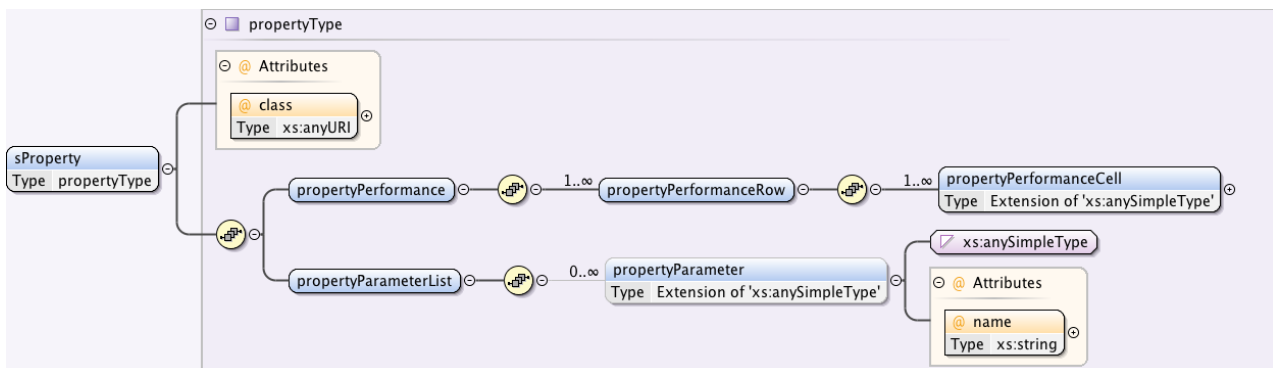 propertyType
@ Attributes
@ class
Type xs:anyURI
sProperty
Type propertyType
propertyPerformance
1..∞
propertyPerformanceRow
1..∞
propertyPerformanceCell
Type Extension of 'xs:anySimpleType'
propertyParameterList
0..∞
propertyParameter
Type Extension of 'xs:anySimpleType'
xs:anySimpleType
@ Attributes
@ name
Type xs:string